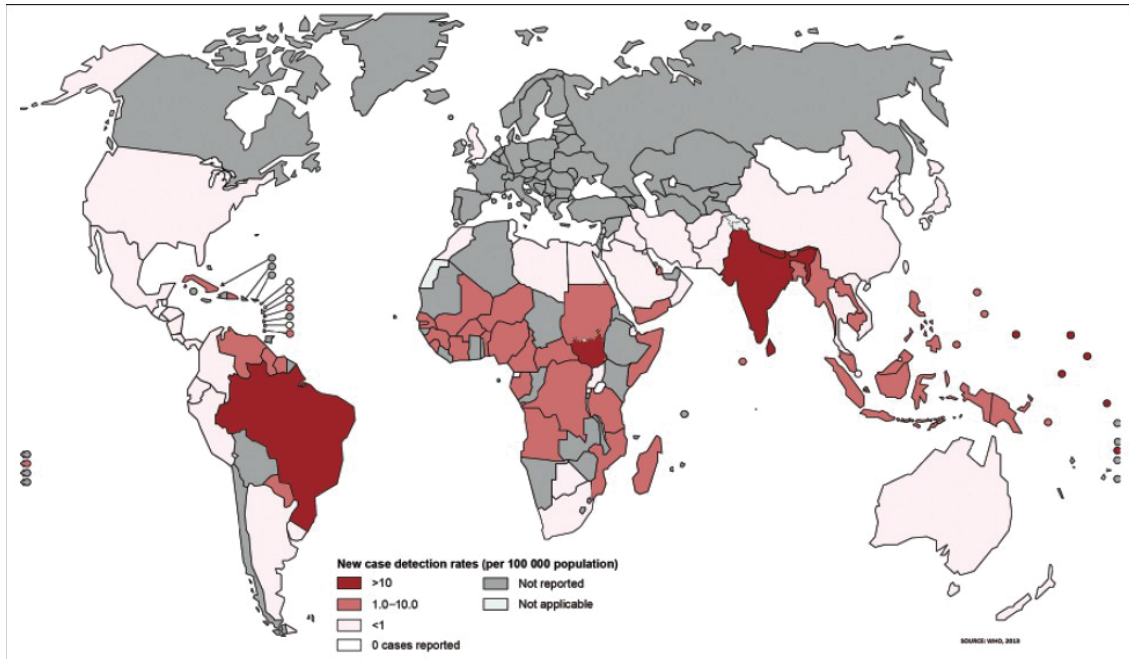 New case detection rates (per 100 000 population)
>10
1.0–10.0
<1
0 cases reported
Not reported
Not applicable
SOURCE: WHO, 2013